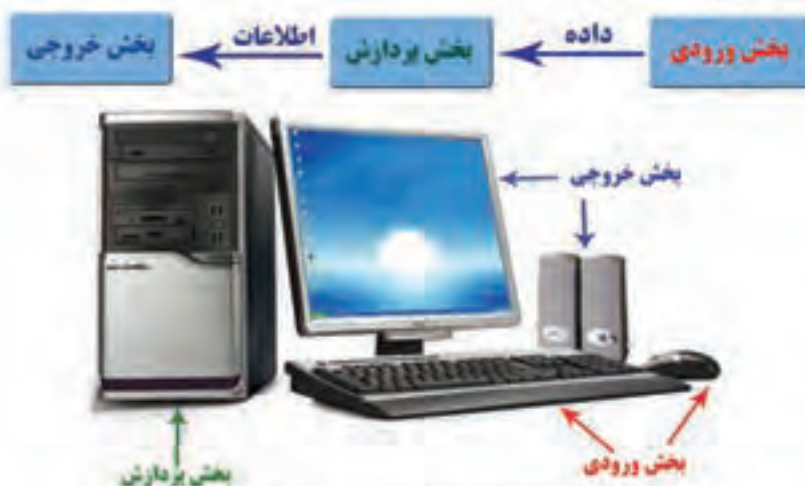 بخش ورودی
داده
بخش پردازش
اطلاعات
بخش خروجی
بخش خروجی
بخش ورودی
بخش پردازش